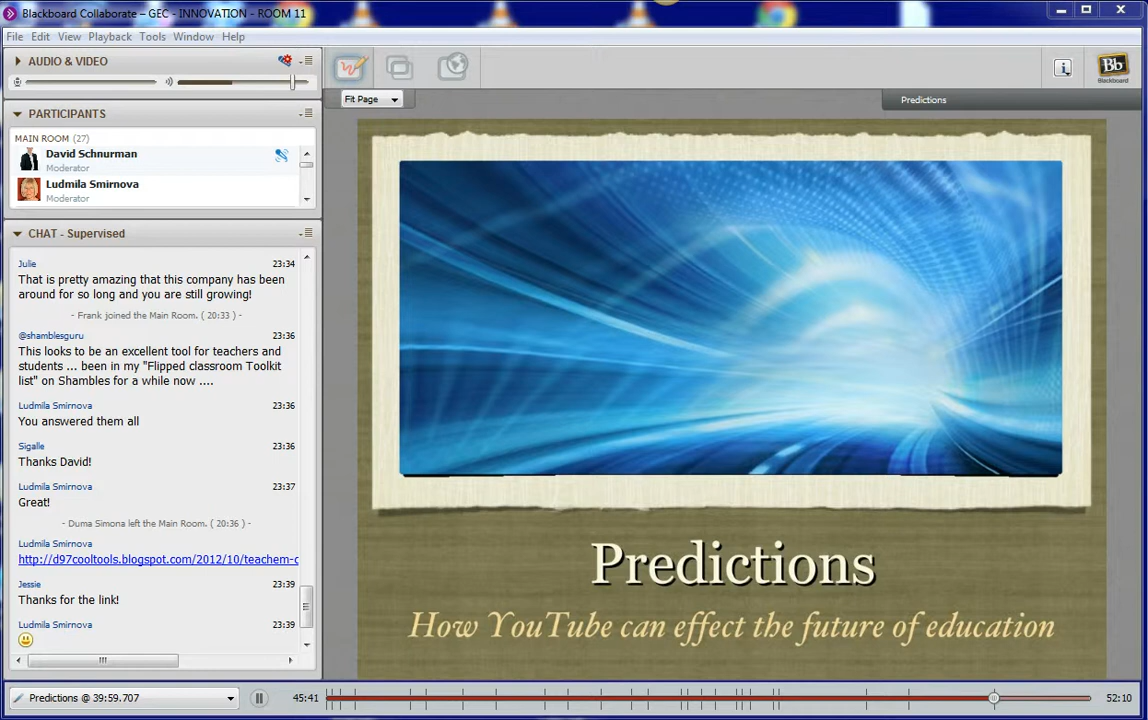 Blackboard Collaborate – GEC - INNOVATION - ROOM 11
File Edit View Playback Tools Window Help
AUDIO & VIDEO
PARTICIPANTS
MAIN ROOM (27)
David Schnurman
Moderator
Ludmila Smirnova
Moderator
CHAT - Supervised
Julie 23:34
That is pretty amazing that this company has been
around for so long and you are still growing!
- Frank joined the Main Room. ( 20:33 ) -
@shamblesguru 23:36
This looks to be an excellent tool for teachers and
students ... been in my "Flipped classroom Toolkit
list" on Shambles for a while now ....
Ludmila Smirnova 23:36
You answered them all
Sigalle 23:36
Thanks David!
Ludmila Smirnova 23:37
Great!
- Duma Simona left the Main Room. ( 20:36 ) -
Ludmila Smirnova 23:39
http://d97cooltools.blogspot.com/2012/10/teachem-c
Jessie 23:39
Thanks for the link!
Ludmila Smirnova 23:39
Predictions @ 39:59.707
Fit Page
Predictions
Bb
Blackboard
Predictions
How YouTube can effect the future of education
45:41
52:10